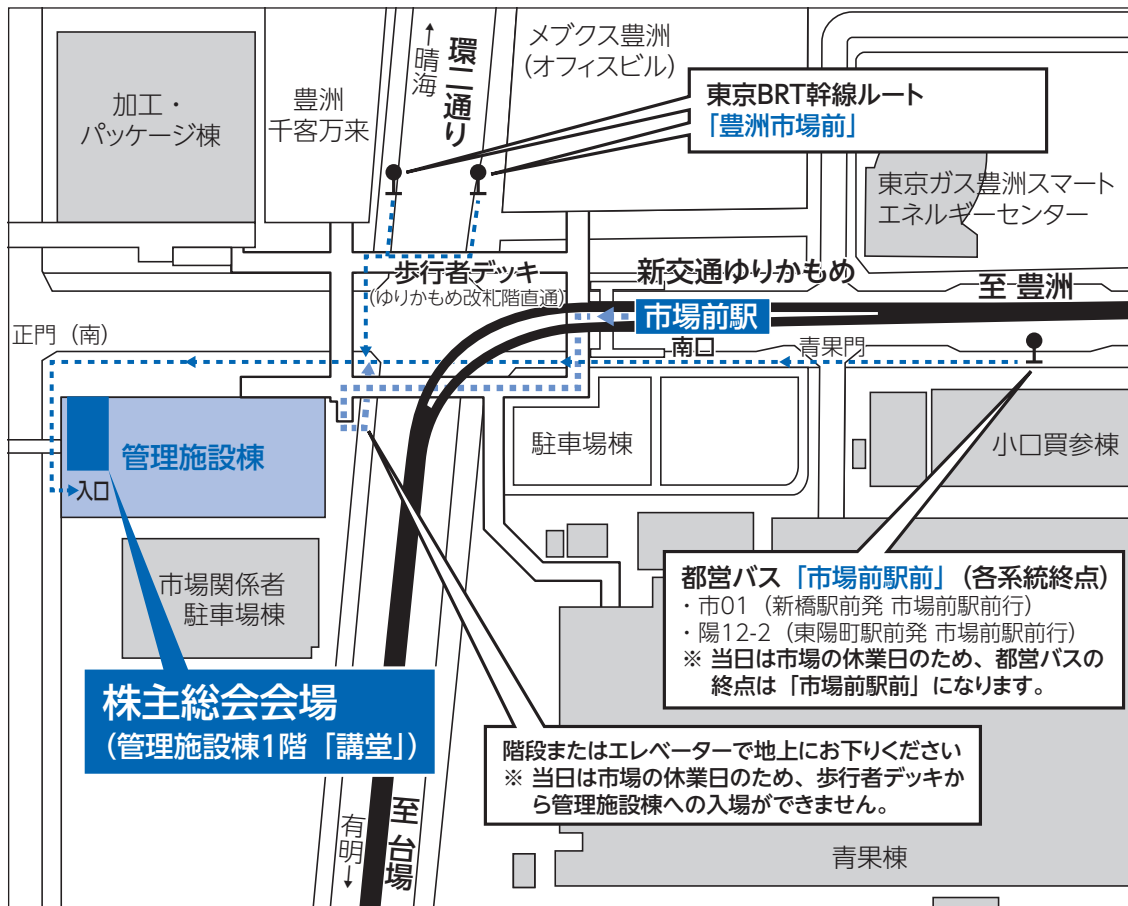 加工・
パッケージ棟
豊洲
千客万来
←晴海
環二通り
メブクス豊洲
(オフィスビル)
東京BRT幹線ルート
「豊洲市場前」
東京ガス豊洲スマート
エネルギーセンター
歩行者デッキ
(ゆりかもめ改札階直通)
新交通ゆりかもめ
至 豊洲
市場前駅
正門（南）
南口
青果門
管理施設棟
入口
駐車場棟
小口買参棟
市場関係者
駐車場棟
都営バス「市場前駅前」（各系統終点）
・市01（新橋駅前発 市場前駅前行）
・陽12-2（東陽町駅前発 市場前駅前行）
※ 当日は市場の休業日のため、都営バスの
終点は「市場前駅前」になります。
株主総会会場
（管理施設棟1階「講堂」）
階段またはエレベーターで地上にお下りください
※ 当日は市場の休業日のため、歩行者デッキか
ら管理施設棟への入場ができません。
有明→
至 台場
青果棟